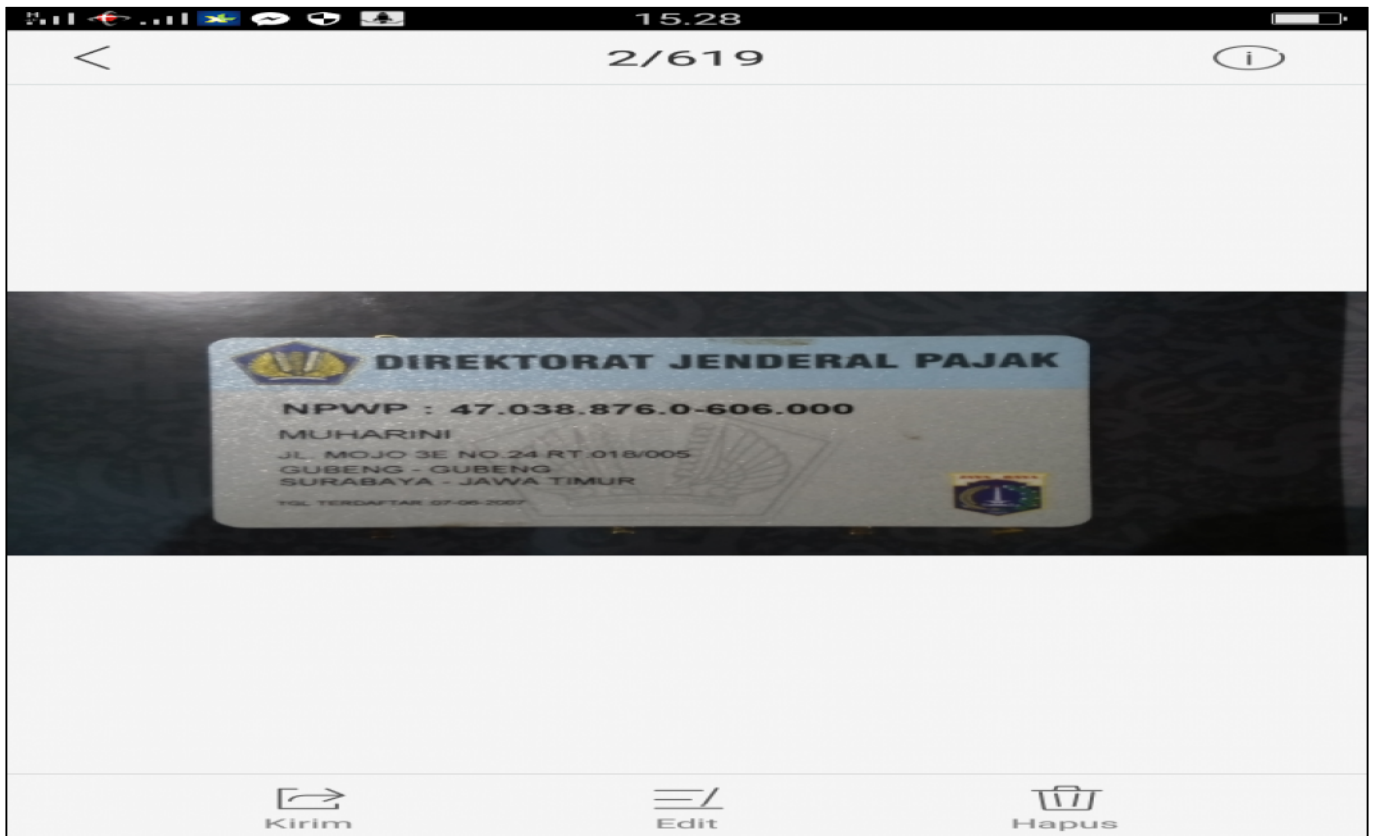 15.28
2/619
DIREKTORAT JENDERAL PAJAK
NPWP : 47.038.876.0-606.000
MUHARINI
JL. MOJO 3E NO.24 RT.018/005
GUBENG - GUBENG
SURABAYA - JAWA TIMUR
TGL TERDAFTAR 07-06-2007
Kirim
Edit
Hapus